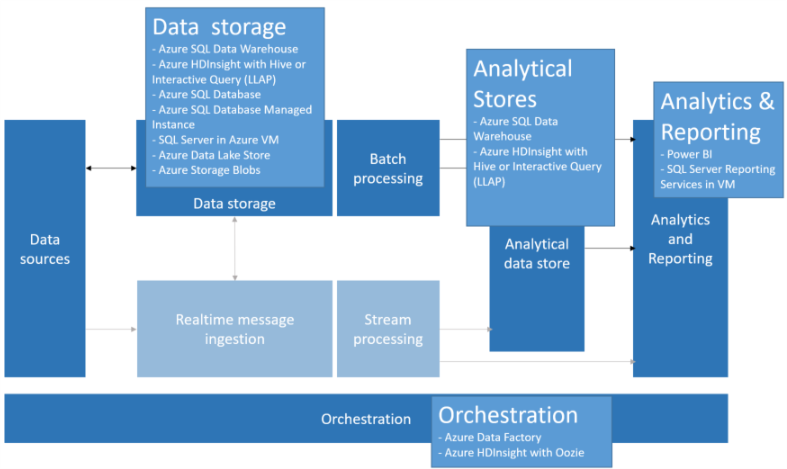 Data storage
- Azure SQL Data Warehouse
- Azure HDInsight with Hive or
Interactive Query (LLAP)
- Azure SQL Database
- Azure SQL Database Managed
Instance
- SQL Server in Azure VM
- Azure Data Lake Store
- Azure Storage Blobs
Data storage
Batch
processing
Analytical
Stores
- Azure SQL Data
Warehouse
- Azure HDInsight with
Hive or Interactive Query
(LLAP)
Analytics &
Reporting
- Power BI
- SQL Server Reporting
Services in VM
Data
sources
Analytical
data store
Analytics
and
Reporting
Realtime message
ingestion
Stream
processing
Orchestration
Orchestration
- Azure Data Factory
- Azure HDInsight with Oozie